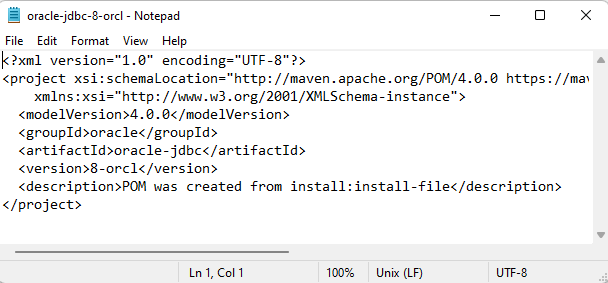 oracle-jdbc-8-orcl - Notepad
File Edit Format View Help
<?xml version="1.0" encoding="UTF-8"?>
<project xsi:schemaLocation="http://maven.apache.org/POM/4.0.0 https://mav
    xmlns:xsi="http://www.w3.org/2001/XMLSchema-instance">
  <modelVersion>4.0.0</modelVersion>
  <groupId>oracle</groupId>
  <artifactId>oracle-jdbc</artifactId>
  <version>8-orcl</version>
  <description>POM was created from install:install-file</description>
</project>
Ln 1, Col 1 100% Unix (LF) UTF-8